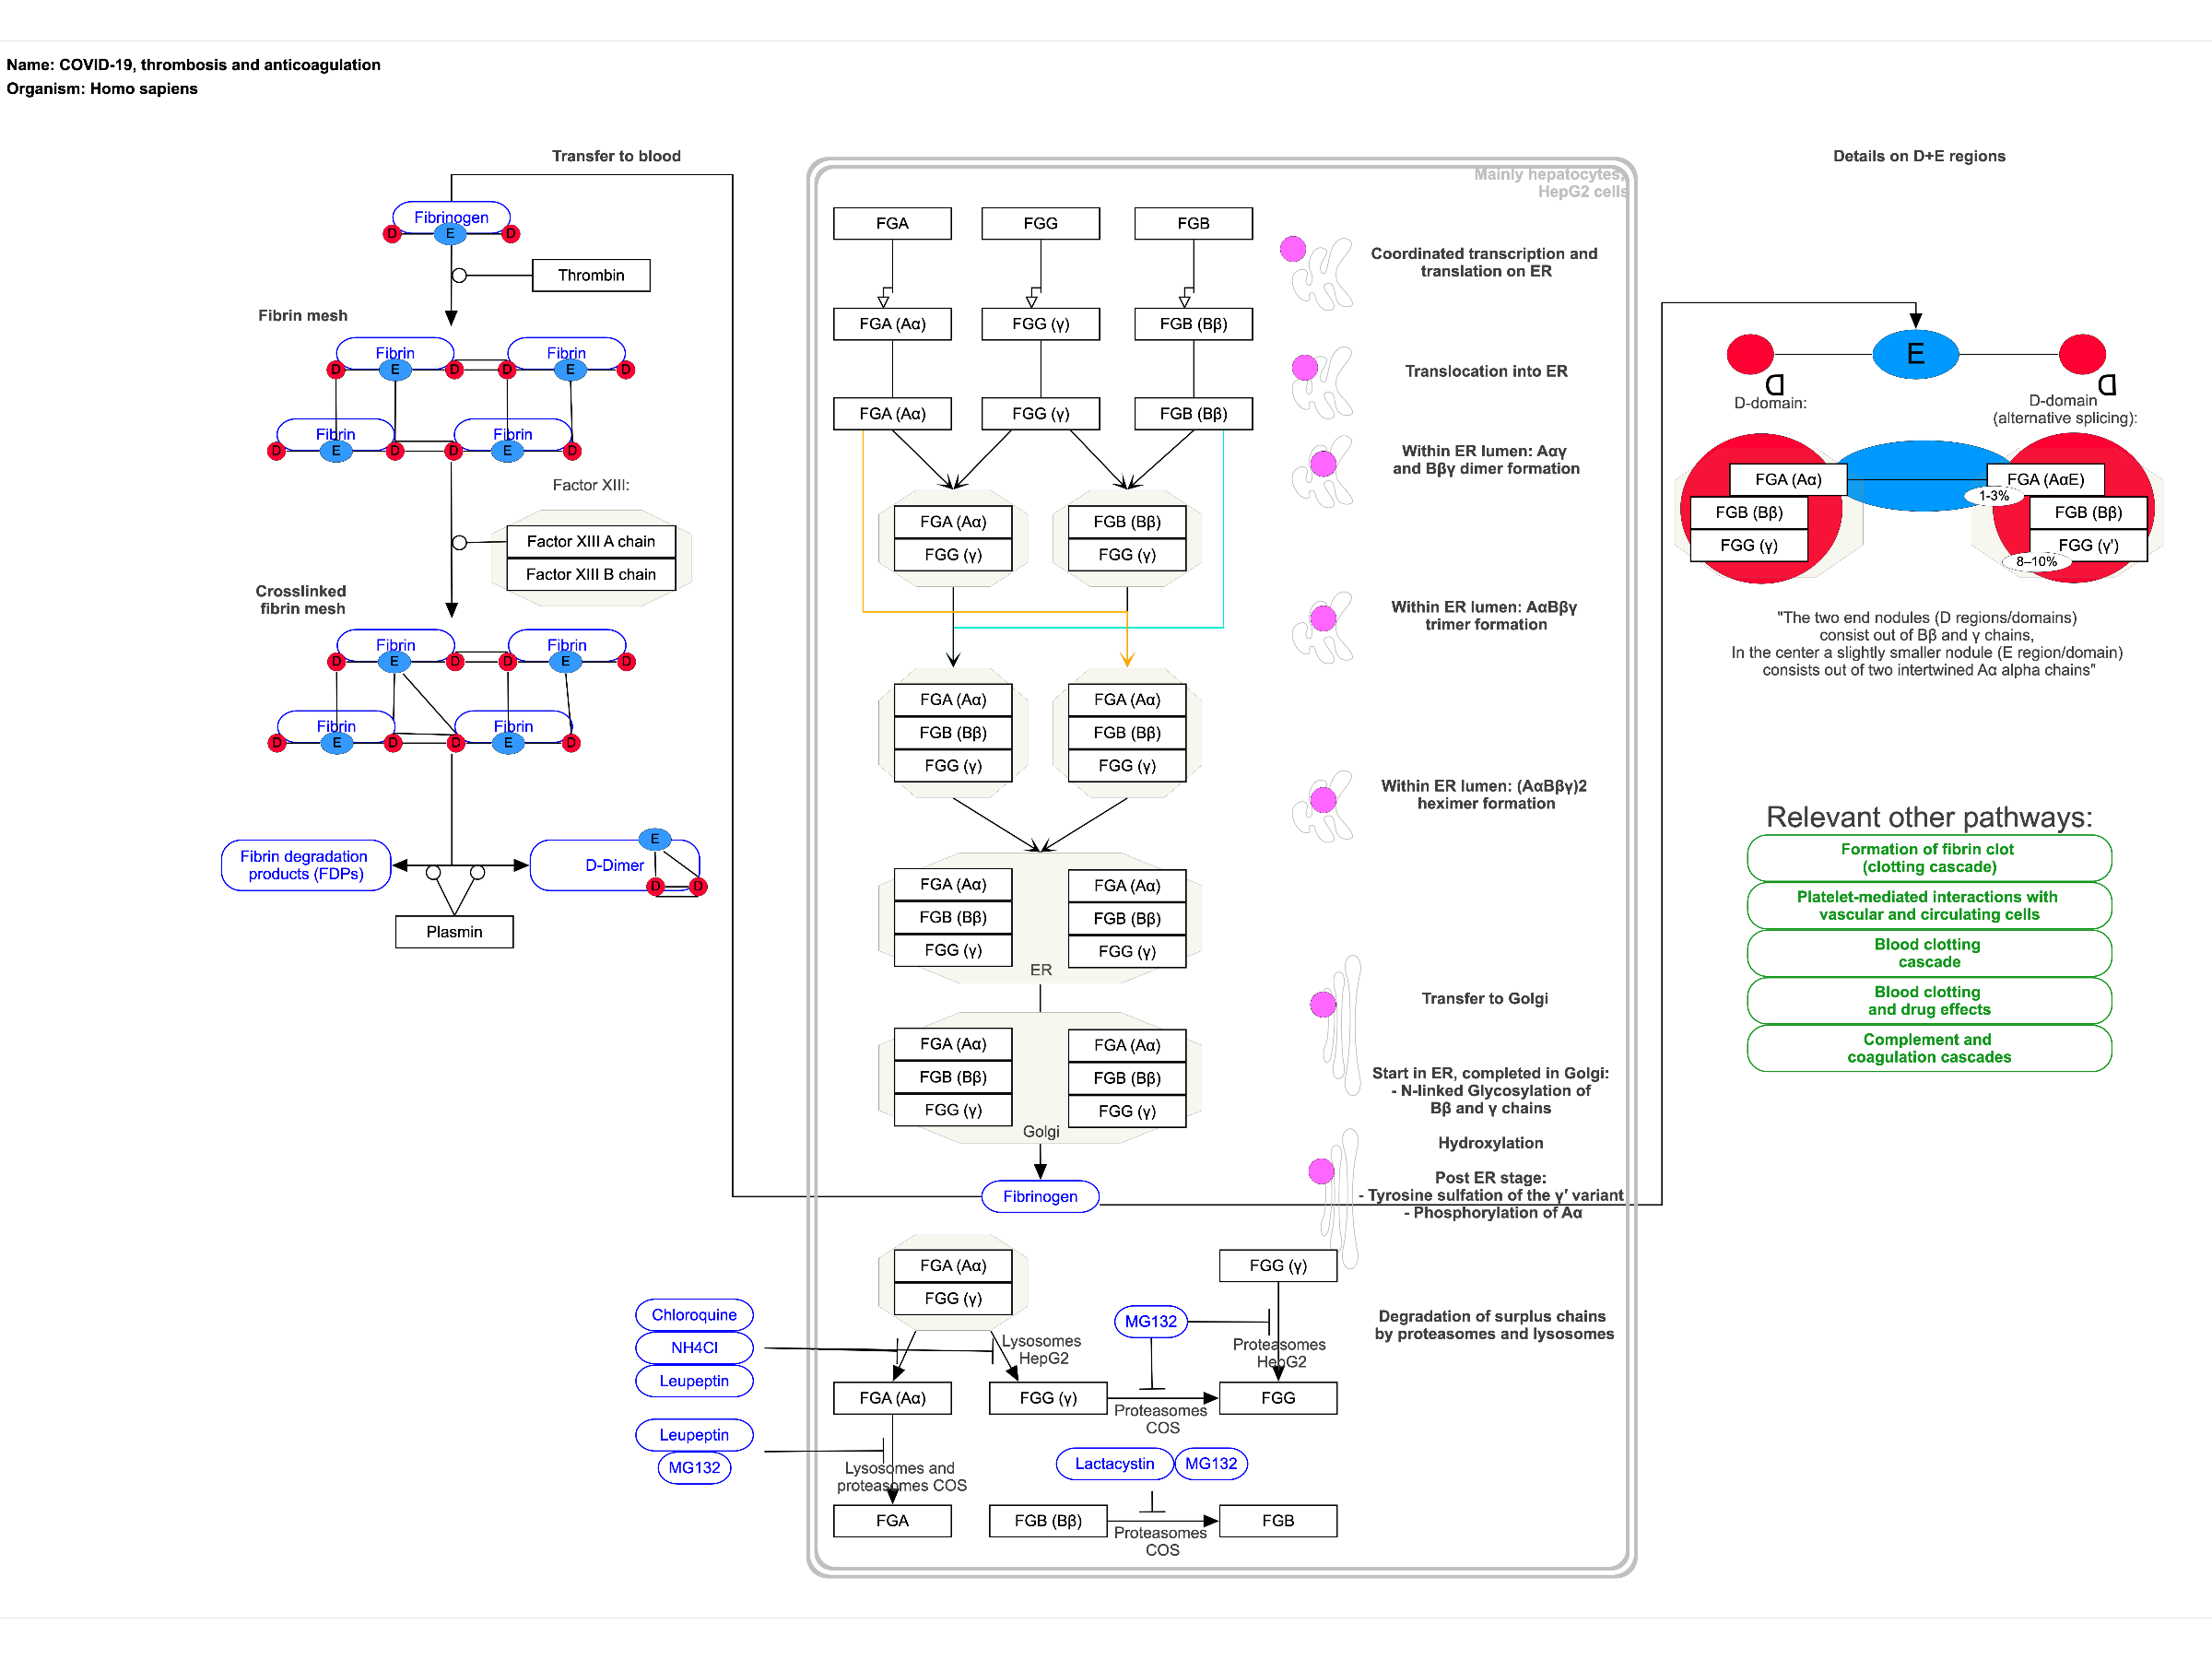 Name: COVID-19, thrombosis and anticoagulation
Organism: Homo sapiens
Transfer to blood
Fibrinogen
D
E
D
Thrombin
Fibrin mesh
Fibrin
Fibrin
D
E
D
D
E
D
Fibrin
Fibrin
D
E
D
D
E
D
Factor XIII:
Factor XIII A chain
Factor XIII B chain
Crosslinked
fibrin mesh
Fibrin
Fibrin
D
E
D
D
E
D
Fibrin
Fibrin
D
E
D
D
E
D
Fibrin degradation
products (FDPs)
D-Dimer
E
D
D
Plasmin
Mainly hepatocytes,
HepG2 cells
FGA
FGG
FGB
Coordinated transcription and
translation on ER
FGA (Aα)
FGG (γ)
FGB (Bβ)
Translocation into ER
FGA (Aα)
FGG (γ)
FGB (Bβ)
Within ER lumen: Aαγ
and Bβγ dimer formation
FGA (Aα)
FGG (γ)
FGB (Bβ)
FGG (γ)
Within ER lumen: AαBβγ
trimer formation
FGA (Aα)
FGB (Bβ)
FGG (γ)
FGA (Aα)
FGB (Bβ)
FGG (γ)
Within ER lumen: (AαBβγ)2
heximer formation
FGA (Aα)
FGB (Bβ)
FGG (γ)
FGA (Aα)
FGB (Bβ)
FGG (γ)
ER
Transfer to Golgi
FGA (Aα)
FGB (Bβ)
FGG (γ)
FGA (Aα)
FGB (Bβ)
FGG (γ)
Golgi
Start in ER, completed in Golgi:
- N-linked Glycosylation of
Bβ and γ chains
Hydroxylation
Post ER stage:
- Tyrosine sulfation of the γ′ variant
- Phosphorylation of Aα
Fibrinogen
FGA (Aα)
FGG (γ)
FGG (γ)
Chloroquine
NH4Cl
Leupeptin
Lysosomes
HepG2
MG132
Proteasomes
HepG2
Degradation of surplus chains
by proteasomes and lysosomes
FGA (Aα)
FGG (γ)
FGG
Proteasomes
COS
Leupeptin
MG132
Lysosomes and
proteasomes COS
Lactacystin
MG132
FGA
FGB (Bβ)
FGB
Proteasomes
COS
Details on D+E regions
E
D
D
D-domain:
D-domain
(alternative splicing):
FGA (Aα)
FGB (Bβ)
FGG (γ)
FGA (AαE)
1-3%
FGB (Bβ)
FGG (γ')
8–10%
"The two end nodes (D regions/domains)
consist out of Bβ and γ chains,
In the center a slightly smaller nodule (E region/domain)
consists out of two intertwined Aα alpha chains"
Relevant other pathways:
Formation of fibrin clot
(clotting cascade)
Platelet-mediated interactions with
vascular and circulating cells
Blood clotting
cascade
Blood clotting
and drug effects
Complement and
coagulation cascades